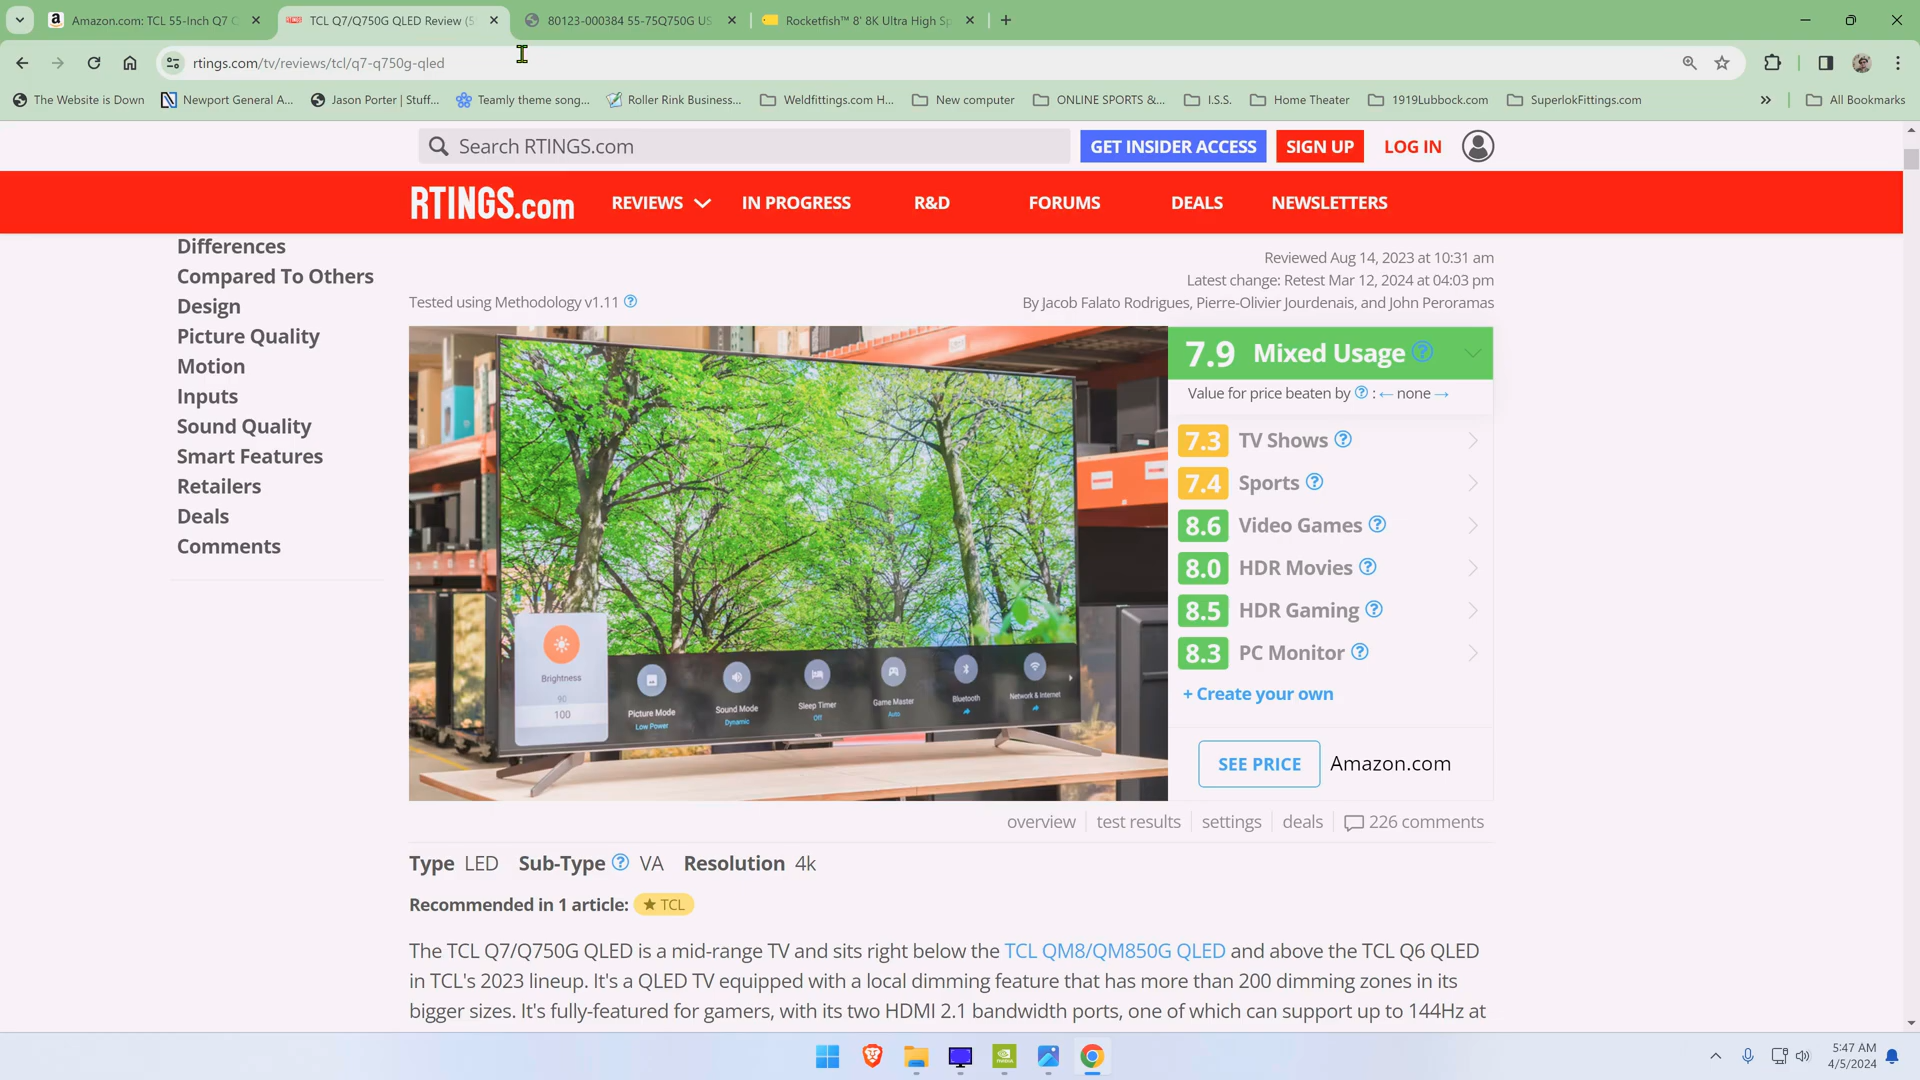 Amazon.com: TCL 55-Inch Q7 Q
TCL Q7/Q750G QLED Review (5
80123-000384 55-75Q750G US
Rocketfish™ 8' 8K Ultra High Sp
rtings.com/tv/reviews/tcl/q7-q750g-qled
The Website is Down
Newport General A...
Jason Porter | Stuff...
Teamly theme song...
Roller Rink Business...
Weldfittings.com H...
New computer
ONLINE SPORTS &...
I.S.S.
Home Theater
1919Lubbock.com
SuperlokFittings.com
All Bookmarks
Search RTINGS.com
GET INSIDER ACCESS
SIGN UP
LOG IN
RTINGS.com
REVIEWS
IN PROGRESS
R&D
FORUMS
DEALS
NEWSLETTERS
Differences
Compared To Others
Design
Picture Quality
Motion
Inputs
Sound Quality
Smart Features
Retailers
Deals
Comments
Reviewed Aug 14, 2023 at 10:31 am
Latest change: Retest Mar 12, 2024 at 04:03 pm
Tested using Methodology v1.11
By Jacob Falato Rodrigues, Pierre-Olivier Jourdenais, and John Peroramas
Brightness
90
100
Picture Mode
Low Power
Sound Mode
Dynamic
Sleep Timer
Off
Game Master
Auto
Bluetooth
Network & Internet
7.9 Mixed Usage
Value for price beaten by : ← none →
7.3 TV Shows
7.4 Sports
8.6 Video Games
8.0 HDR Movies
8.5 HDR Gaming
8.3 PC Monitor
+ Create your own
SEE PRICE Amazon.com
overview test results settings deals 226 comments
Type LED Sub-Type VA Resolution 4k
Recommended in 1 article: ★ TCL
The TCL Q7/Q750G QLED is a mid-range TV and sits right below the TCL QM8/QM850G QLED and above the TCL Q6 QLED
in TCL's 2023 lineup. It's a QLED TV equipped with a local dimming feature that has more than 200 dimming zones in its
bigger sizes. It's fully-featured for gamers, with its two HDMI 2.1 bandwidth ports, one of which can support up to 144Hz at
5:47 AM
4/5/2024